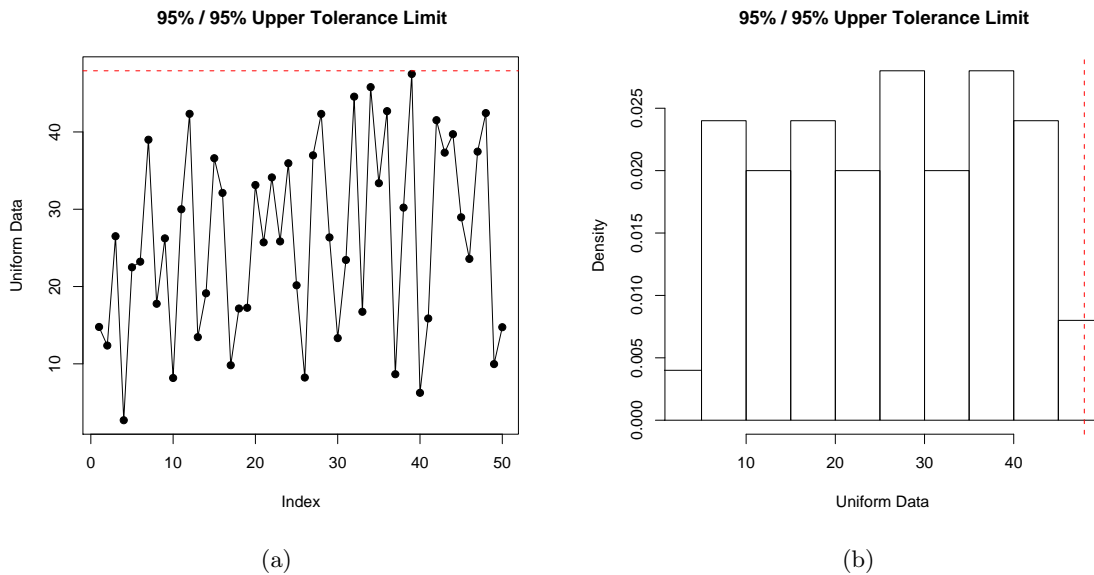 95% / 95% Upper Tolerance Limit
Uniform Data
40
30
20
10
0
10
20
30
40
50
Index
(a)
95% / 95% Upper Tolerance Limit
Density
0.025
0.020
0.015
0.010
0.005
0.000
10
20
30
40
Uniform Data
(b)